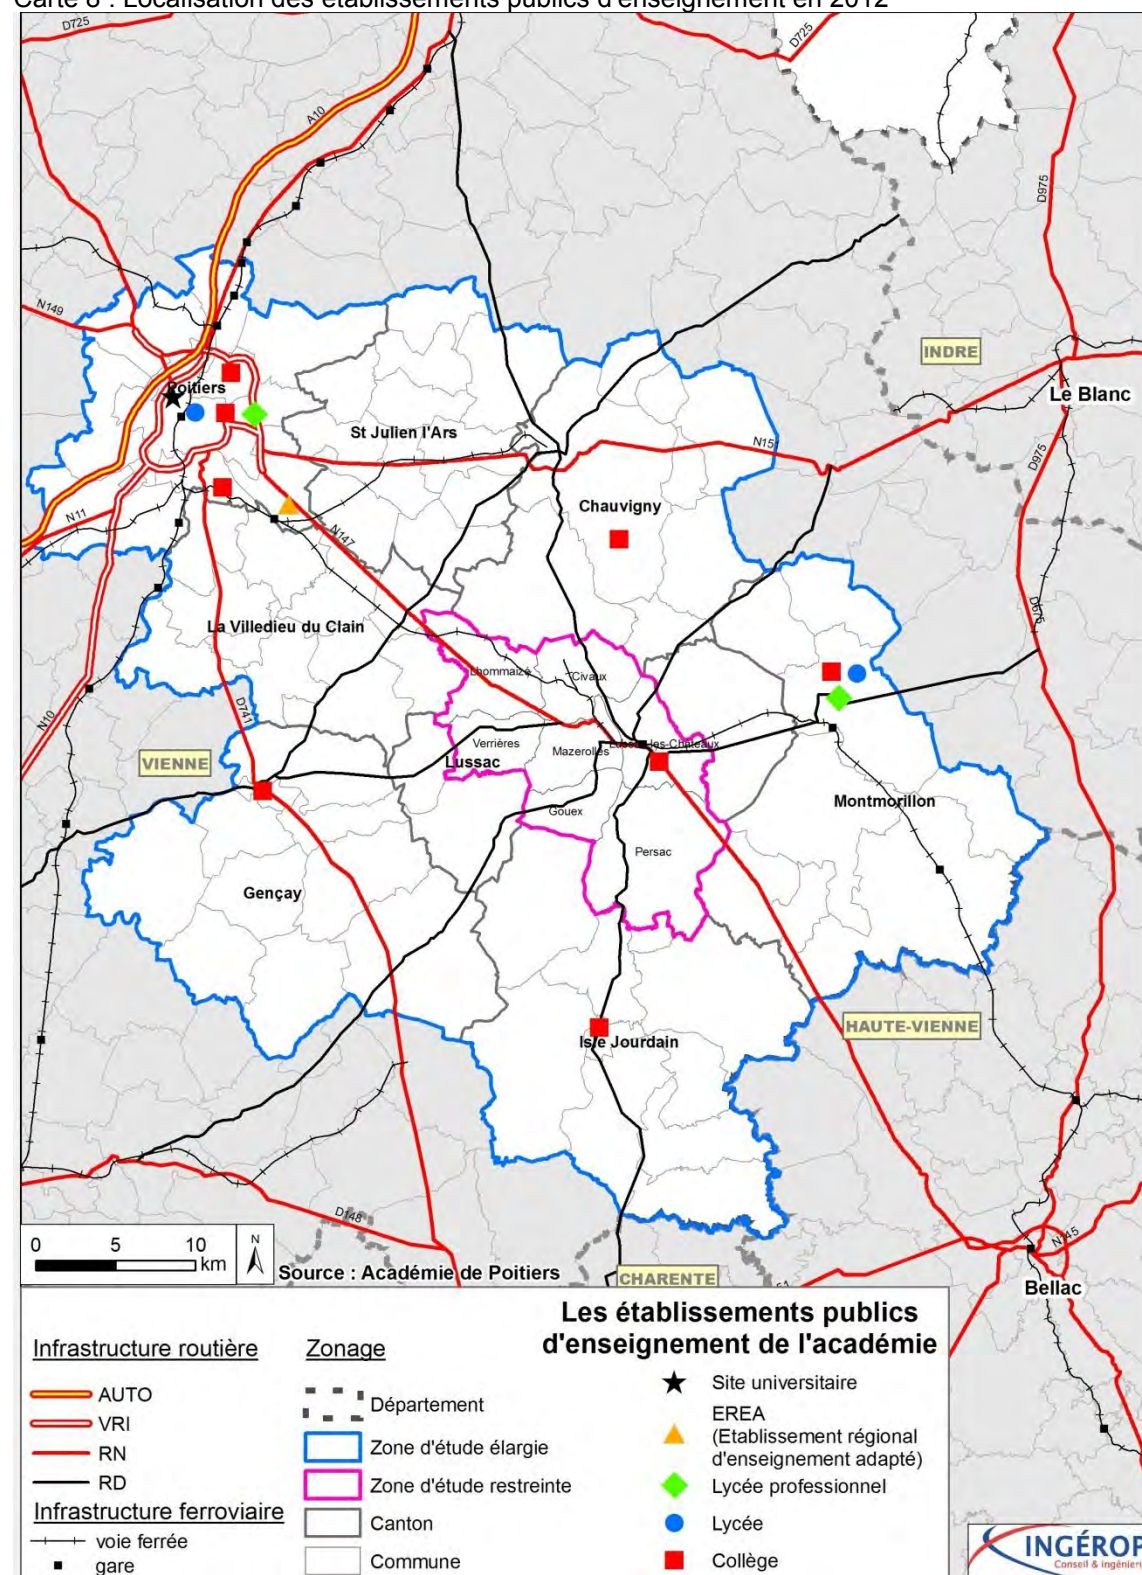 Carte 8 : Localisation des établissements publics d'enseignement en 2012
D725
D725
A10
D975
N149
INDRE
Le Blanc
Poitiers
St Julien l'Ars
N151
D975
Chauvigny
N11
N147
D675
La Villedieu du Clain
Lhommaizé
Civaux
D741
N10
VIENNE
Verrières
Lussac
Mazerolles
Lussac-les-Chateaux
Montmorillon
Gouex
Persac
Gençay
HAUTE-VIENNE
Isle Jourdain
D148
N145
0 5 10
km
N
Source : Académie de Poitiers
CHARENTE
Bellac
Les établissements publics
d'enseignement de l'académie
Infrastructure routière
AUTO
VRI
RN
RD
Infrastructure ferroviaire
voie ferrée
gare
Zonage
Département
Zone d'étude élargie
Zone d'étude restreinte
Canton
Commune
Site universitaire
EREA
(Etablissement régional
d'enseignement adapté)
Lycée professionnel
Lycée
Collège
INGÉROP
Conseil & ingénierie